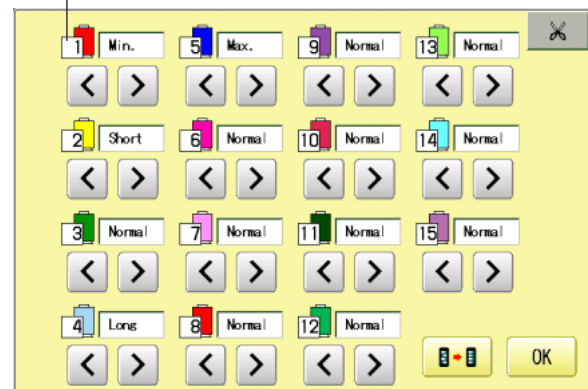 1 Min. 5 Max. 9 Normal 13 Normal
2 Short 6 Normal 10 Normal 14 Normal
3 Normal 7 Normal 11 Normal 15 Normal
4 Long 8 Normal 12 Normal
OK